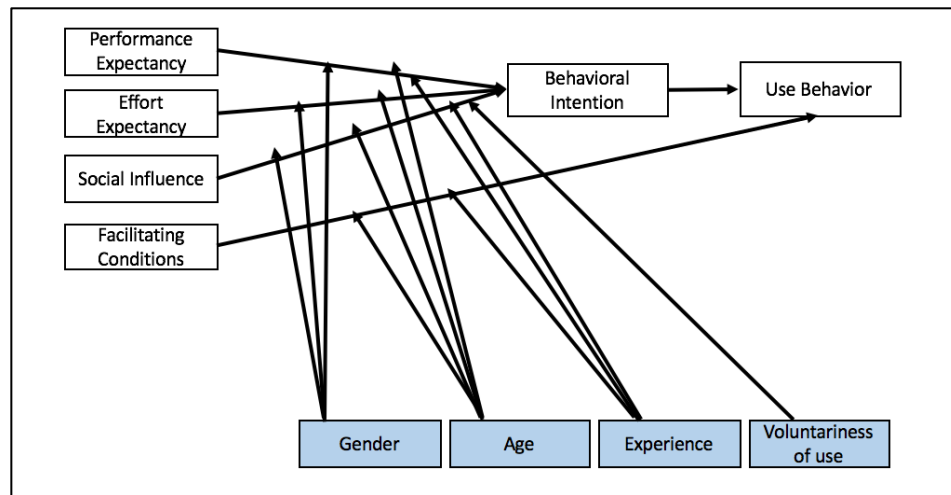 Performance
Expectancy
Behavioral
Intention
Use Behavior
Effort
Expectancy
Social Influence
Facilitating
Conditions
Gender
Age
Experience
Voluntariness
of use